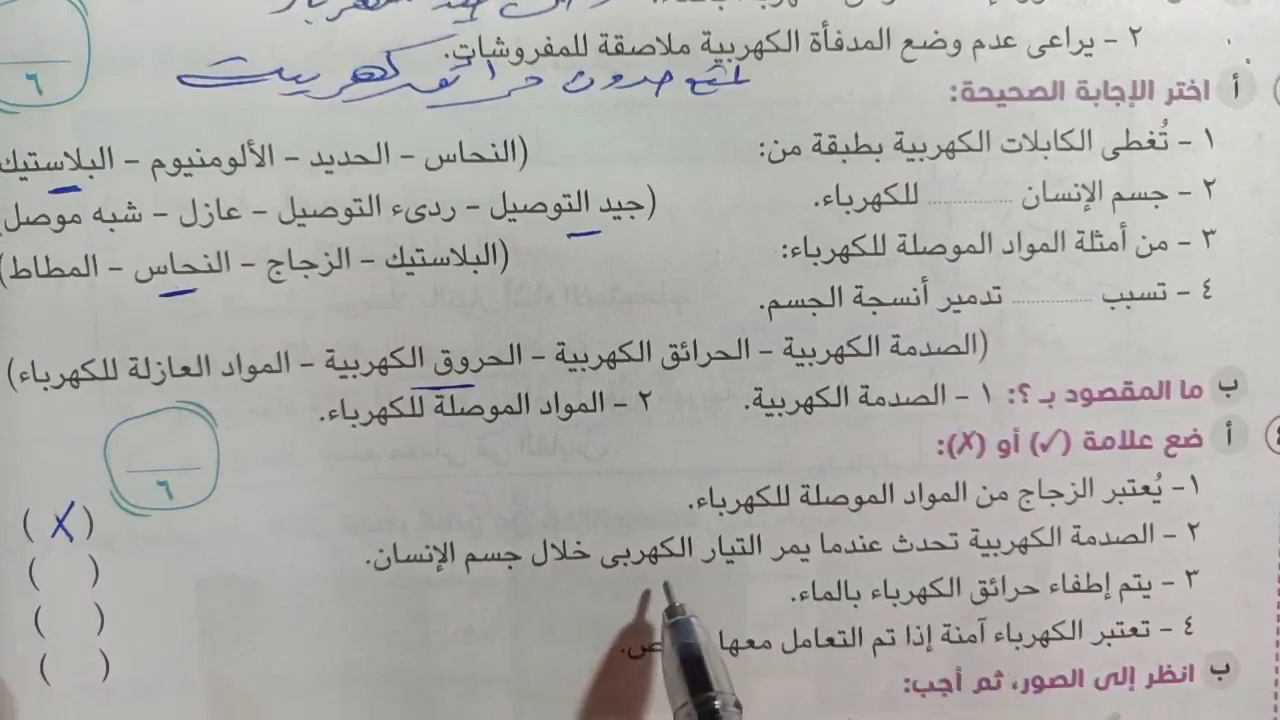 ٢ - يراعى عدم وضع المدفأة الكهربية ملاصقة للمفروشات.
لمنع حدوث حرائق كهربية
٦
أ اختر الإجابة الصحيحة:
١ - تُغطى الكابلات الكهربية بطبقة من: (النحاس - الحديد - الألومنيوم - البلاستيك
٢ - جسم الإنسان .............. للكهرباء. (جيد التوصيل - ردىء التوصيل - عازل - شبه موصل)
٣ - من أمثلة المواد الموصلة للكهرباء: (البلاستيك - الزجاج - النحاس - المطاط)
٤ - تسبب .............. تدمير أنسجة الجسم.
(الصدمة الكهربية - الحرائق الكهربية - الحروق الكهربية - المواد العازلة للكهرباء)
ب ما المقصود بـ ؟: ١ - الصدمة الكهربية. ٢ - المواد الموصلة للكهرباء.
٦
أ ضع علامة (✓) أو (✗):
١- يُعتبر الزجاج من المواد الموصلة للكهرباء. (X)
٢ - الصدمة الكهربية تحدث عندما يمر التيار الكهربى خلال جسم الإنسان. ( )
٣ - يتم إطفاء حرائق الكهرباء بالماء. ( )
٤ - تعتبر الكهرباء آمنة إذا تم التعامل معها ( )
ب انظر إلى الصور، ثم أجب: